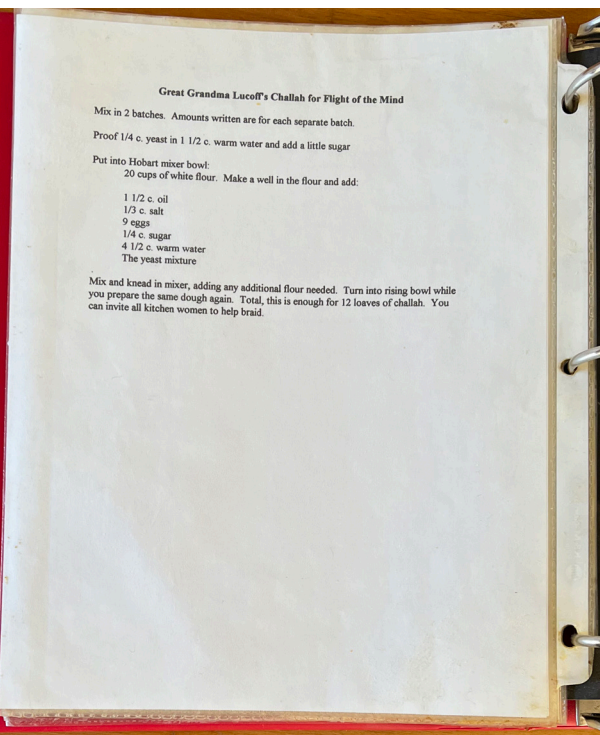 Great Grandma Lucoff's Challah for Flight of the Mind
Mix in 2 batches. Amounts written are for each separate batch.
Proof 1/4 c. yeast in 1 1/2 c. warm water and add a little sugar
Put into Hobart mixer bowl:
20 cups of white flour. Make a well in the flour and add:
1 1/2 c. oil
1/3 c. salt
9 eggs
1/4 c. sugar
4 1/2 c. warm water
The yeast mixture
Mix and knead in mixer, adding any additional flour needed. Turn into rising bowl while
you prepare the same dough again. Total, this is enough for 12 loaves of challah. You
can invite all kitchen women to help braid.